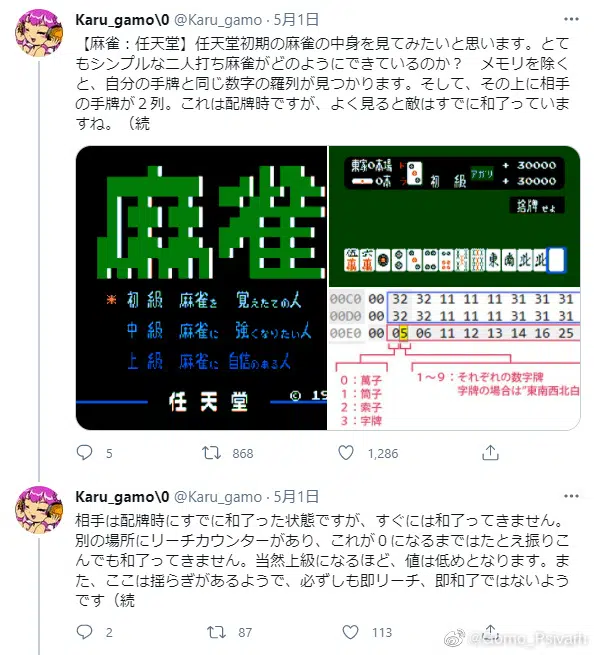 Karu_gamo\0 @Karu_gamo · 5月1日
【麻雀：任天堂】任天堂初期の麻雀の中身を見てみたいと思います。とて
もシンプルな二人打ち麻雀がどのようにできているのか？　メモリを除く
と、自分の手牌と同じ数字の羅列が見つかります。そして、その上に相手
の手牌が２列。これは配牌時ですが、よく見ると敵はすでに和了っていま
すね。（続
麻雀
初級 麻雀を 覚えたての人
中級 麻雀に 強くなりたい人
上級 麻雀に 自信のある人
任天堂
© 19
東家0本場 ドラ 初級 アガリ + 30000
0本 + 30000
捨牌せよ
伍萬 六萬 東 南 北 北
00C0 00 32 32 11 11 11 31 31 31
00D0 00 32 32 11 11 11 31 31 31
00E0 00 05 06 11 12 13 14 16 25
0：萬子
1：筒子
2：索子
3：字牌
1～9：それぞれの数字牌
字牌の場合は"東南西北白
5 868 1,286
Karu_gamo\0 @Karu_gamo · 5月1日
相手は配牌時にすでに和了った状態ですが、すぐには和了ってきません。
別の場所にリーチカウンターがあり、これが０になるまではたとえ振りこ
んでも和了ってきません。当然上級になるほど、値は低めとなります。ま
た、ここは揺らぎがあるようで、必ずしも即リーチ、即和了ではないよう
です（続
2 87 113